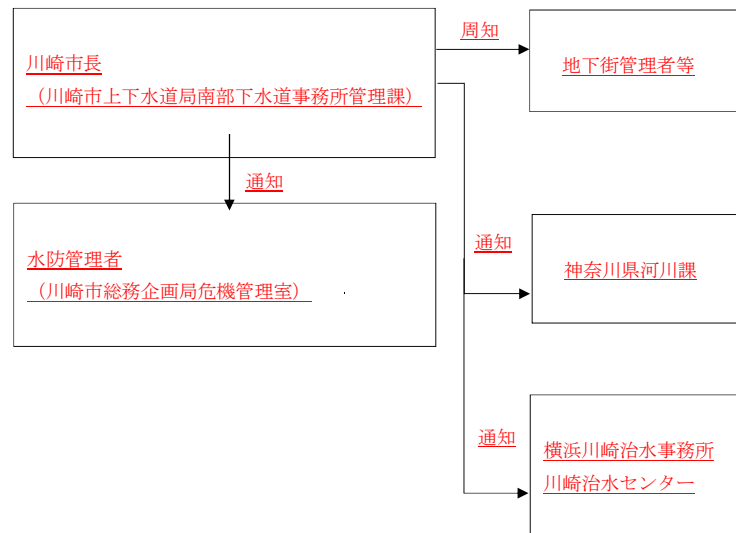 周知
川崎市長
（川崎市上下水道局南部下水道事務所管理課）
地下街管理者等
通知
水防管理者
（川崎市総務企画局危機管理室）
通知
神奈川県河川課
通知
横浜川崎治水事務所
川崎治水センター